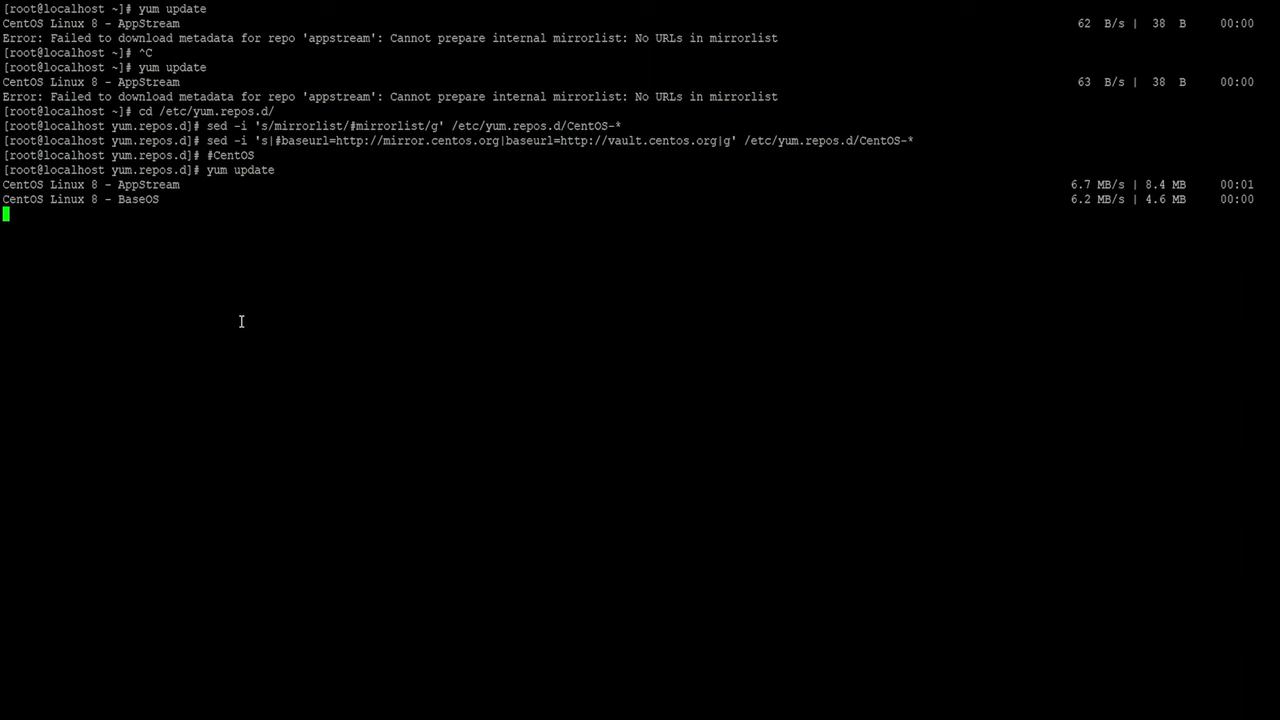 [root@localhost ~]# yum update
CentOS Linux 8 - AppStream 62 B/s | 38 B 00:00
Error: Failed to download metadata for repo 'appstream': Cannot prepare internal mirrorlist: No URLs in mirrorlist
[root@localhost ~]# ^C
[root@localhost ~]# yum update
CentOS Linux 8 - AppStream 63 B/s | 38 B 00:00
Error: Failed to download metadata for repo 'appstream': Cannot prepare internal mirrorlist: No URLs in mirrorlist
[root@localhost ~]# cd /etc/yum.repos.d/
[root@localhost yum.repos.d]# sed -i 's/mirrorlist/#mirrorlist/g' /etc/yum.repos.d/CentOS-*
[root@localhost yum.repos.d]# sed -i 's|#baseurl=http://mirror.centos.org|baseurl=http://vault.centos.org|g' /etc/yum.repos.d/CentOS-*
[root@localhost yum.repos.d]# #CentOS
[root@localhost yum.repos.d]# yum update
CentOS Linux 8 - AppStream 6.7 MB/s | 8.4 MB 00:01
CentOS Linux 8 - BaseOS 6.2 MB/s | 4.6 MB 00:00